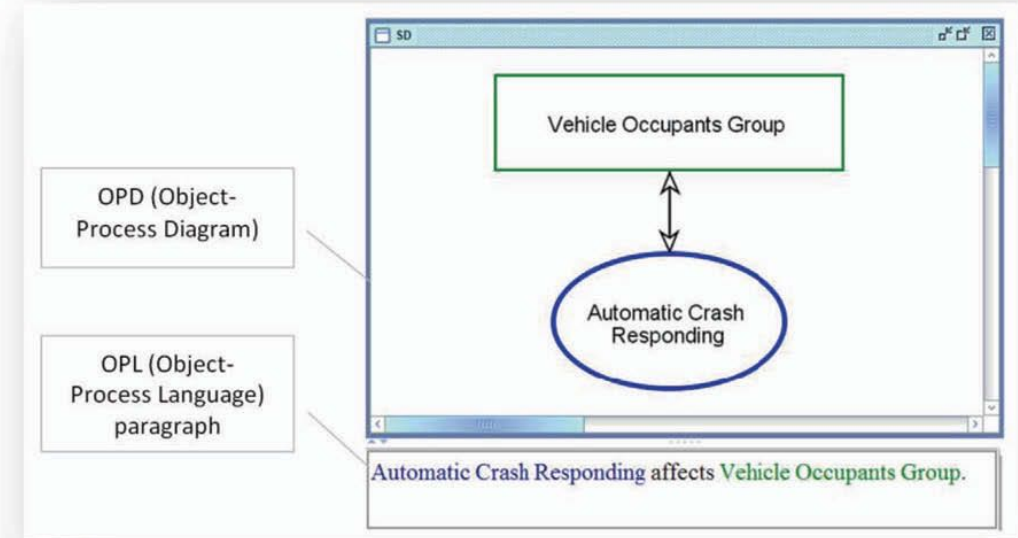 SD
Vehicle Occupants Group
OPD (Object-
Process Diagram)
Automatic Crash
Responding
OPL (Object-
Process Language)
paragraph
Automatic Crash Responding affects Vehicle Occupants Group.